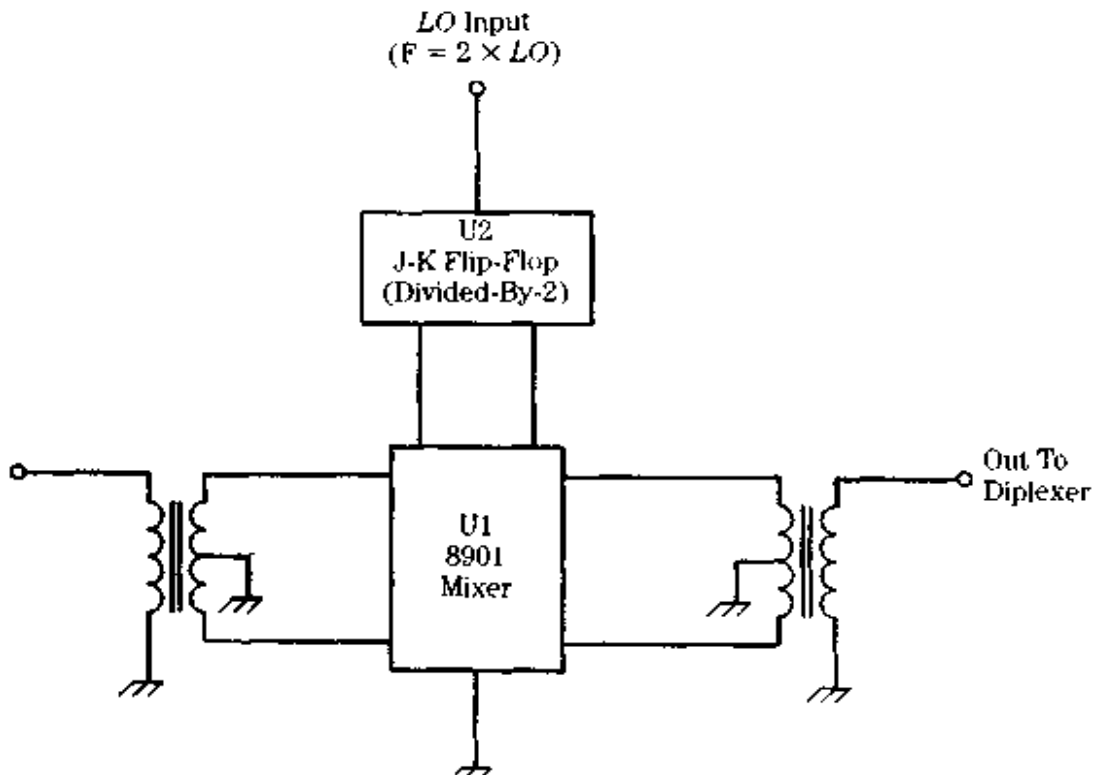 LO Input
(F = 2 × LO)
U2
J-K Flip-Flop
(Divided-By-2)
U1
8901
Mixer
Out To
Diplexer